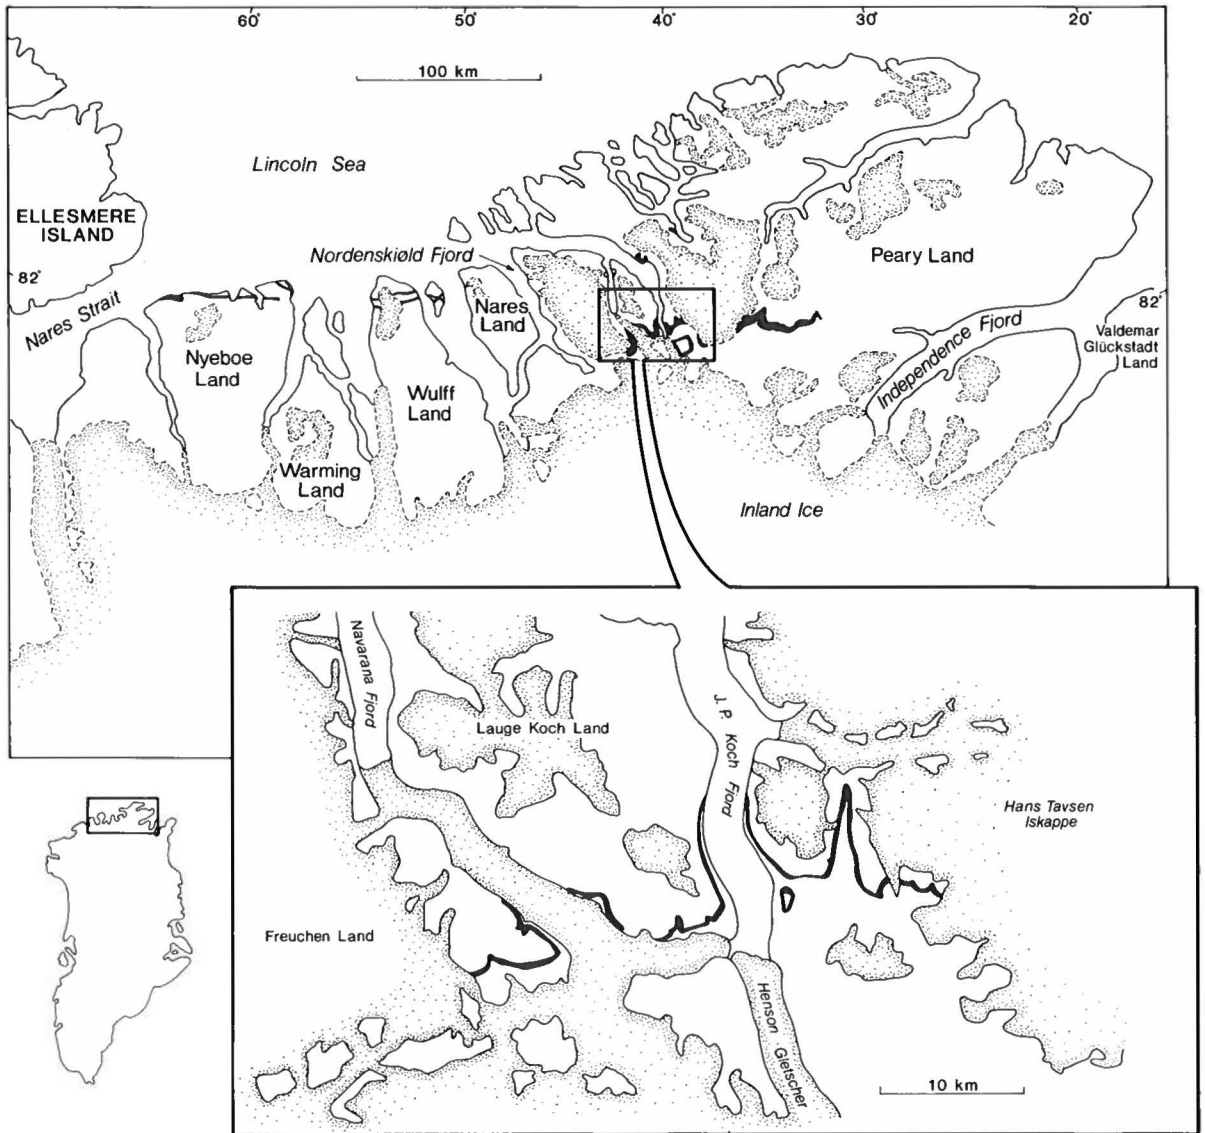 60°
50°
40°
30°
20°
100 km
Lincoln Sea
ELLESMERE
ISLAND
Nordenskiøld Fjord
Peary Land
82°
82°
Nares Strait
Nares
Land
Nyeboe
Land
Independence Fjord
Valdemar
Glückstadt
Land
Wulff
Land
Warming
Land
Inland Ice
Navarana Fjord
J. P. Koch Fjord
Lauge Koch Land
Hans Tavsen
Iskappe
Freuchen Land
Henson Gletscher
10 km